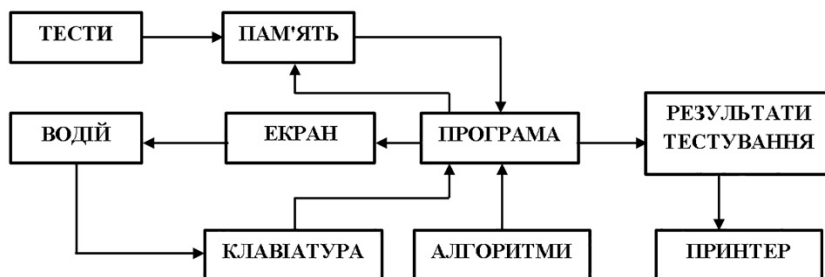 ТЕСТИ
ПАМ'ЯТЬ
ВОДІЙ
ЕКРАН
ПРОГРАМА
РЕЗУЛЬТАТИ
ТЕСТУВАННЯ
КЛАВІАТУРА
АЛГОРИТМИ
ПРИНТЕР